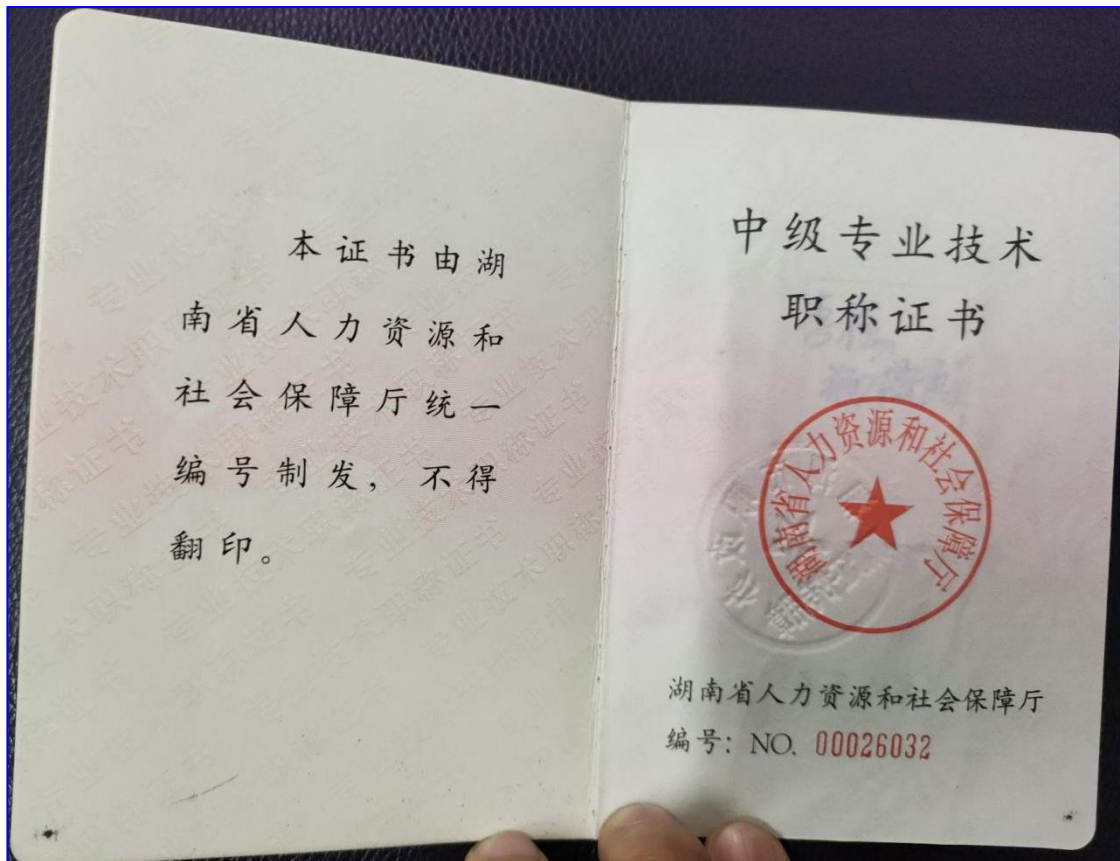 本证书由湖
南省人力资源和
社会保障厅统一
编号制发，不得
翻印。
中级专业技术
职称证书
湖南省人力资源和社会保障厅
湖南省人力资源和社会保障厅
编号：NO. 00026032